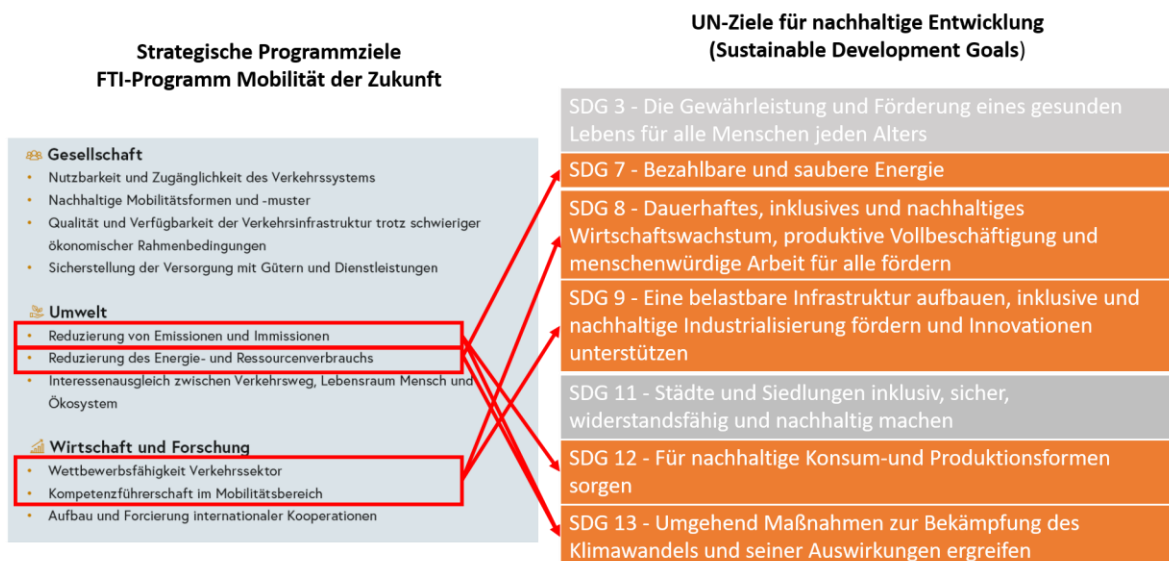 Strategische Programmziele
FTI-Programm Mobilität der Zukunft
Gesellschaft
• Nutzbarkeit und Zugänglichkeit des Verkehrssystems
• Nachhaltige Mobilitätsformen und -muster
• Qualität und Verfügbarkeit der Verkehrsinfrastruktur trotz schwieriger
ökonomischer Rahmenbedingungen
• Sicherstellung der Versorgung mit Gütern und Dienstleistungen
Umwelt
• Reduzierung von Emissionen und Immissionen
• Reduzierung des Energie- und Ressourcenverbrauchs
• Interessenausgleich zwischen Verkehrsweg, Lebensraum Mensch und
Ökosystem
Wirtschaft und Forschung
• Wettbewerbsfähigkeit Verkehrssektor
• Kompetenzführerschaft im Mobilitätsbereich
• Aufbau und Forcierung internationaler Kooperationen
UN-Ziele für nachhaltige Entwicklung
(Sustainable Development Goals)
SDG 3 - Die Gewährleistung und Förderung eines gesunden
Lebens für alle Menschen jeden Alters
SDG 7 - Bezahlbare und saubere Energie
SDG 8 - Dauerhaftes, inklusives und nachhaltiges
Wirtschaftswachstum, produktive Vollbeschäftigung und
menschenwürdige Arbeit für alle fördern
SDG 9 - Eine belastbare Infrastruktur aufbauen, inklusive und
nachhaltige Industrialisierung fördern und Innovationen
unterstützen
SDG 11 - Städte und Siedlungen inklusiv, sicher,
widerstandsfähig und nachhaltig machen
SDG 12 - Für nachhaltige Konsum-und Produktionsformen
sorgen
SDG 13 - Umgehend Maßnahmen zur Bekämpfung des
Klimawandels und seiner Auswirkungen ergreifen